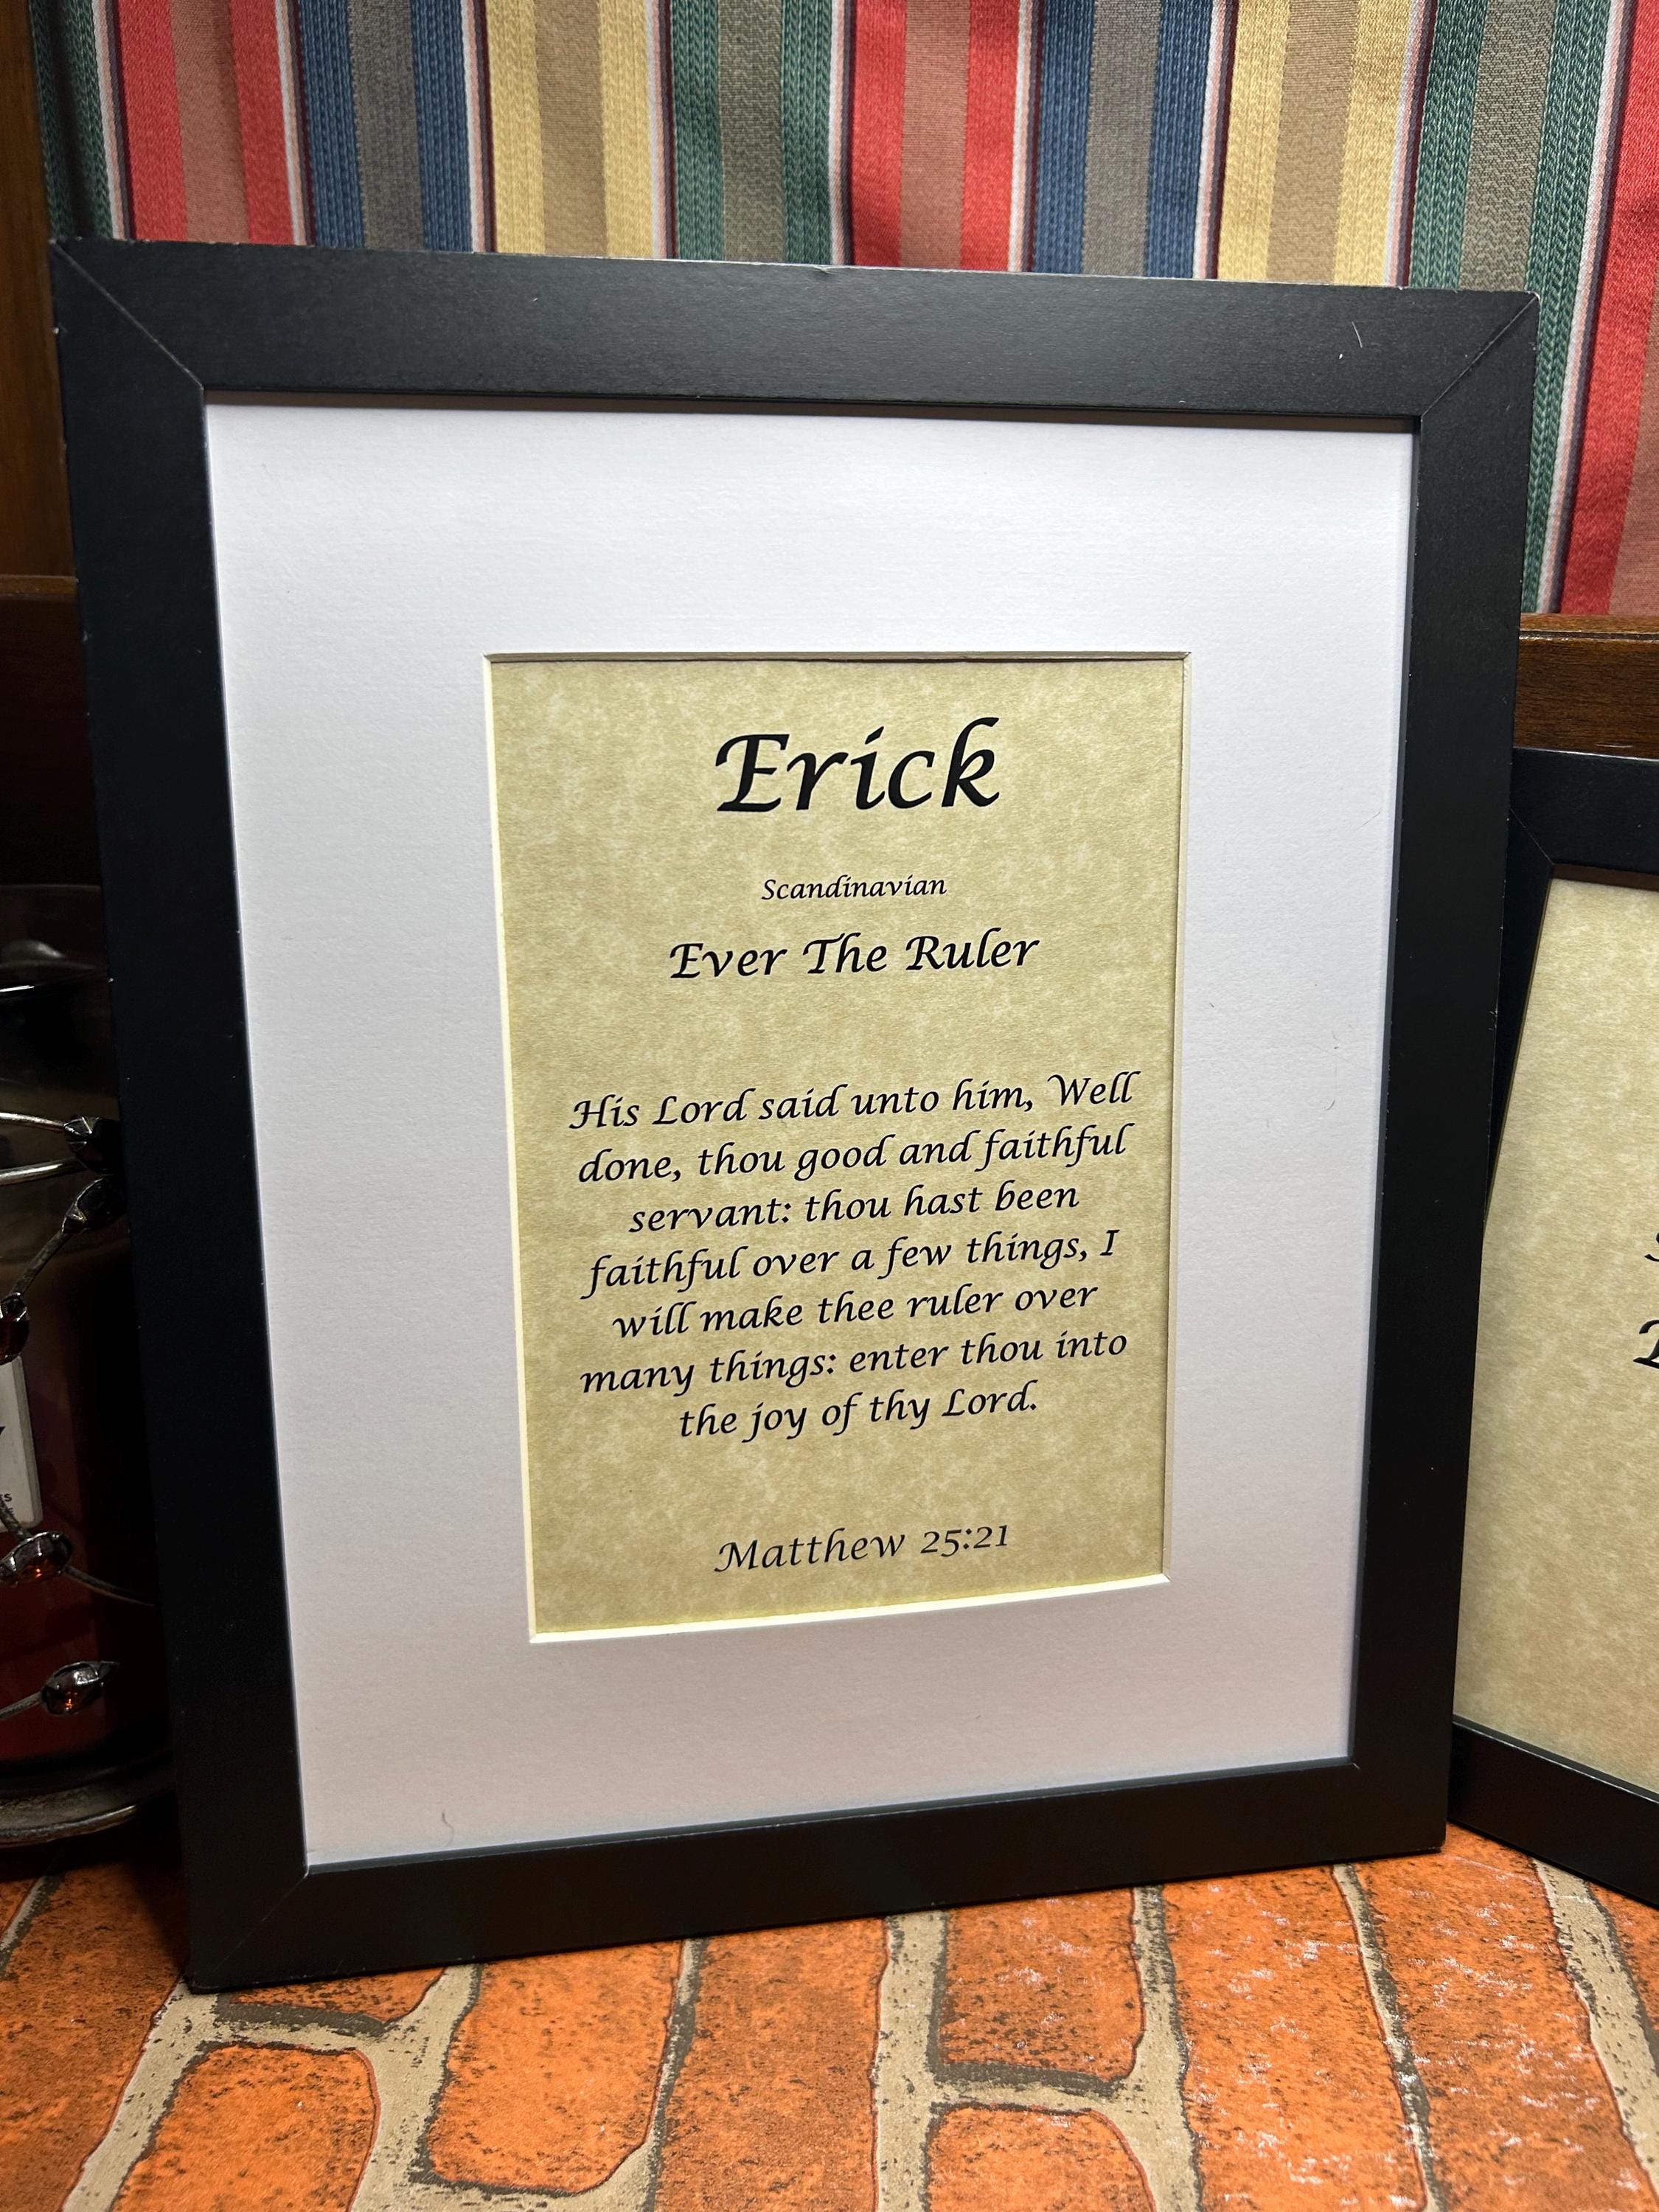 Erick
Scandinavian
Ever The Ruler
His Lord said unto him, Well
done, thou good and faithful
servant: thou hast been
faithful over a few things, I
will make thee ruler over
many things: enter thou into
the joy of thy Lord.
Matthew 25:21